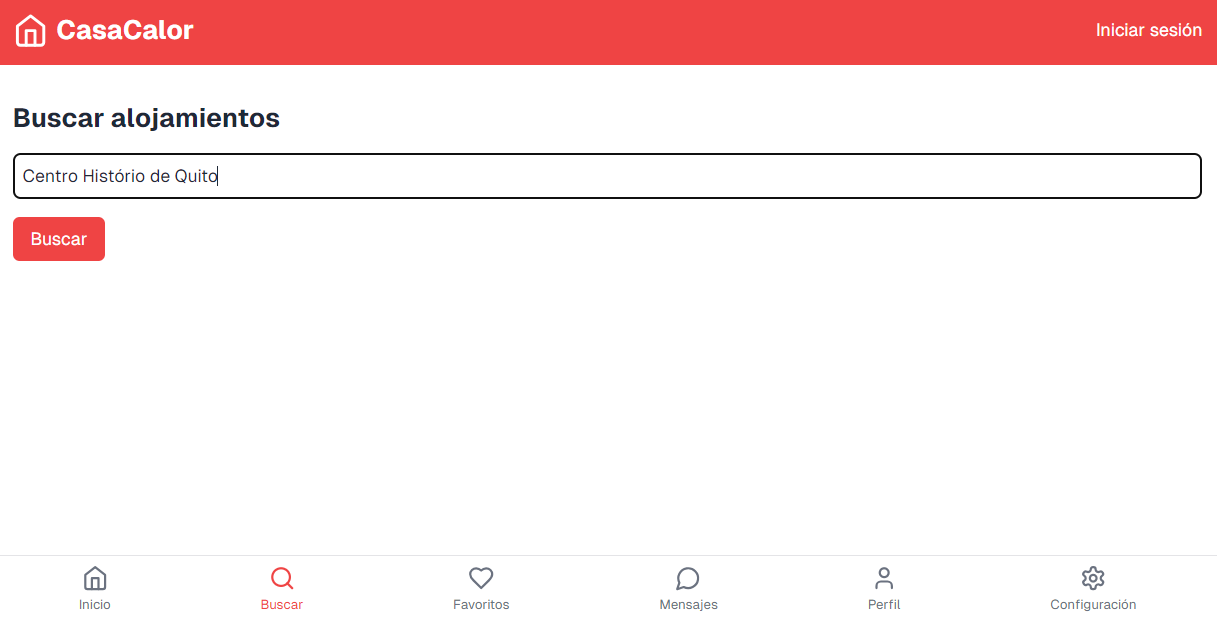 CasaCalor
Iniciar sesión
Buscar alojamientos
Centro Histório de Quito
Buscar
Inicio
Buscar
Favoritos
Mensajes
Perfil
Configuración